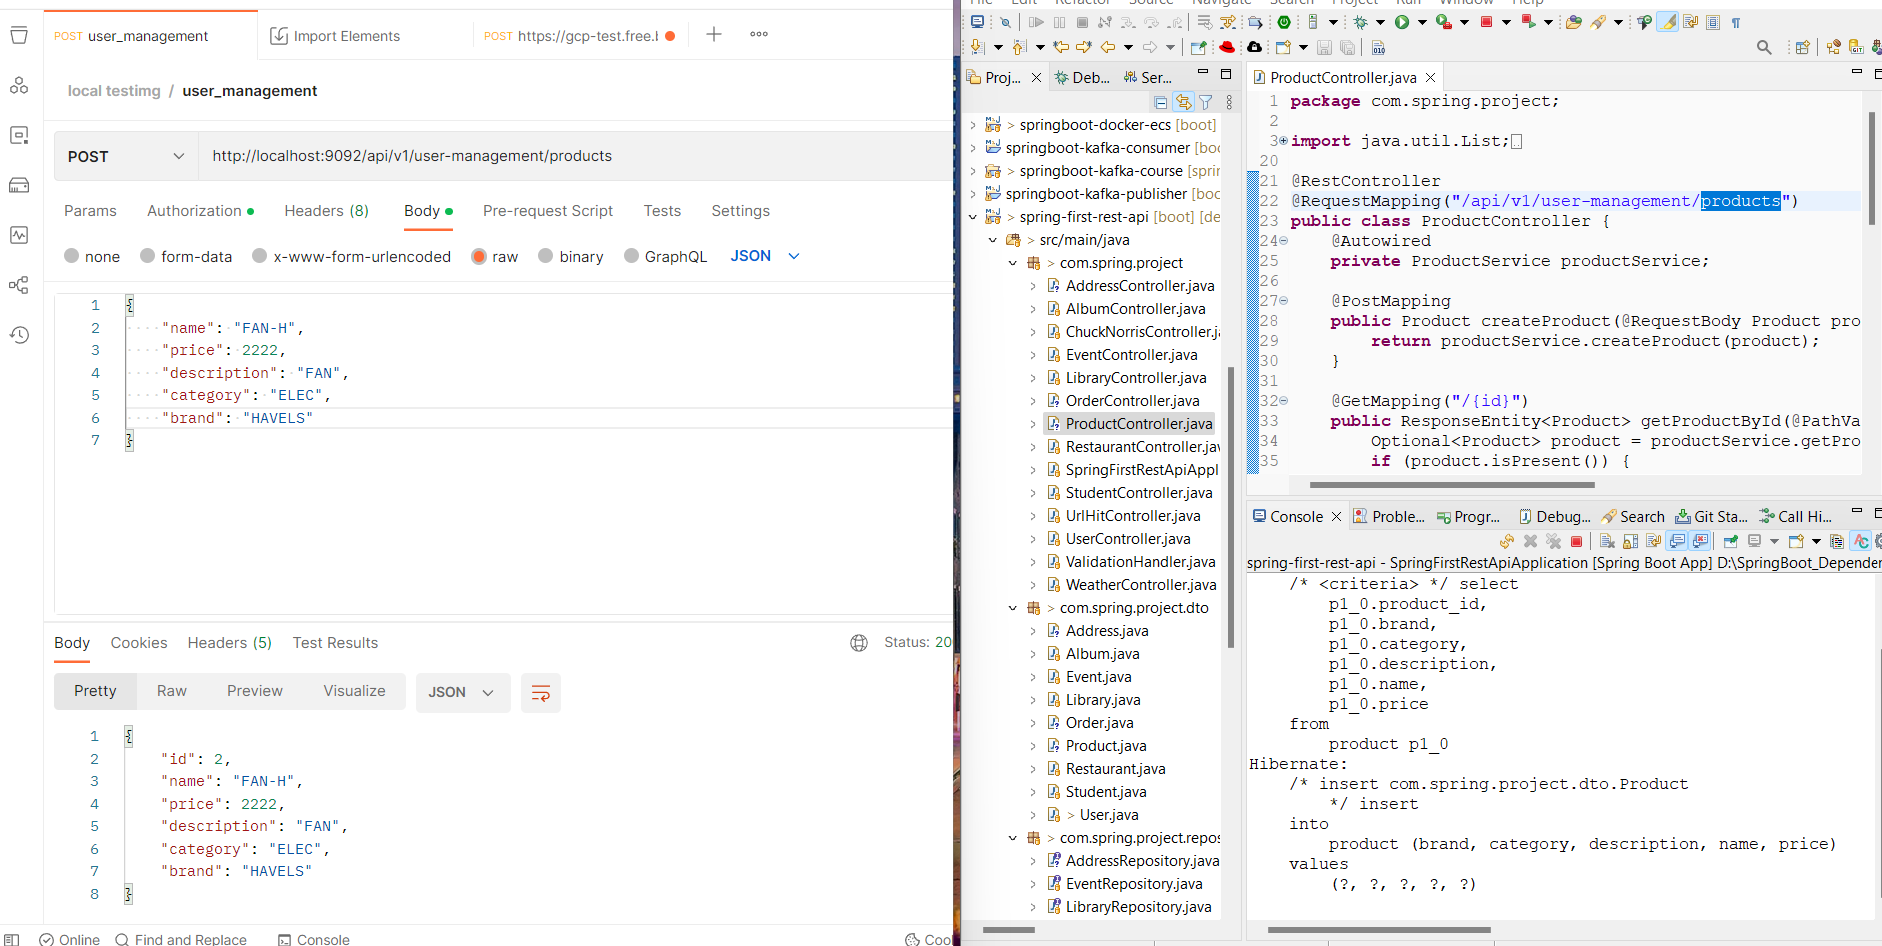 POST user_management
Import Elements
POST https://gcp-test.free.
local testimg / user_management
POST
http://localhost:9092/api/v1/user-management/products
Params
Authorization
Headers (8)
Body
Pre-request Script
Tests
Settings
none
form-data
x-www-form-urlencoded
raw
binary
GraphQL
JSON
1 {
2 "name": "FAN-H",
3 "price": 2222,
4 "description": "FAN",
5 "category": "ELEC",
6 "brand": "HAVELS"
7 }
Body
Cookies
Headers (5)
Test Results
Status: 20
Pretty
Raw
Preview
Visualize
JSON
1 {
2 "id": 2,
3 "name": "FAN-H",
4 "price": 2222,
5 "description": "FAN",
6 "category": "ELEC",
7 "brand": "HAVELS"
8 }
Online
Find and Replace
Console
Coo
Proj...
Deb...
Ser...
> springboot-docker-ecs [boot]
springboot-kafka-consumer [boo
> springboot-kafka-course [sprin
springboot-kafka-publisher [boo
> spring-first-rest-api [boot] [de
> src/main/java
> com.spring.project
AddressController.java
AlbumController.java
ChuckNorrisController.ja
EventController.java
LibraryController.java
OrderController.java
ProductController.java
RestaurantController.jav
SpringFirstRestApiAppl
StudentController.java
UrlHitController.java
UserController.java
ValidationHandler.java
WeatherController.java
> com.spring.project.dto
Address.java
Album.java
Event.java
Library.java
Order.java
Product.java
Restaurant.java
Student.java
> User.java
> com.spring.project.repos
AddressRepository.java
EventRepository.java
LibraryRepository.java
ProductController.java
1 package com.spring.project;
2
3 import java.util.List;
20
21 @RestController
22 @RequestMapping("/api/v1/user-management/products")
23 public class ProductController {
24 @Autowired
25 private ProductService productService;
26
27 @PostMapping
28 public Product createProduct(@RequestBody Product pro
29 return productService.createProduct(product);
30 }
31
32 @GetMapping("/{id}")
33 public ResponseEntity<Product> getProductById(@PathVa
34 Optional<Product> product = productService.getPro
35 if (product.isPresent()) {
Console
Proble...
Progr...
Debug...
Search
Git Sta...
Call Hi...
spring-first-rest-api - SpringFirstRestApiApplication [Spring Boot App] D:\SpringBoot_Depender
/* <criteria> */ select
p1_0.product_id,
p1_0.brand,
p1_0.category,
p1_0.description,
p1_0.name,
p1_0.price
from
product p1_0
Hibernate:
/* insert com.spring.project.dto.Product
*/ insert
into
product (brand, category, description, name, price)
values
(?, ?, ?, ?, ?)